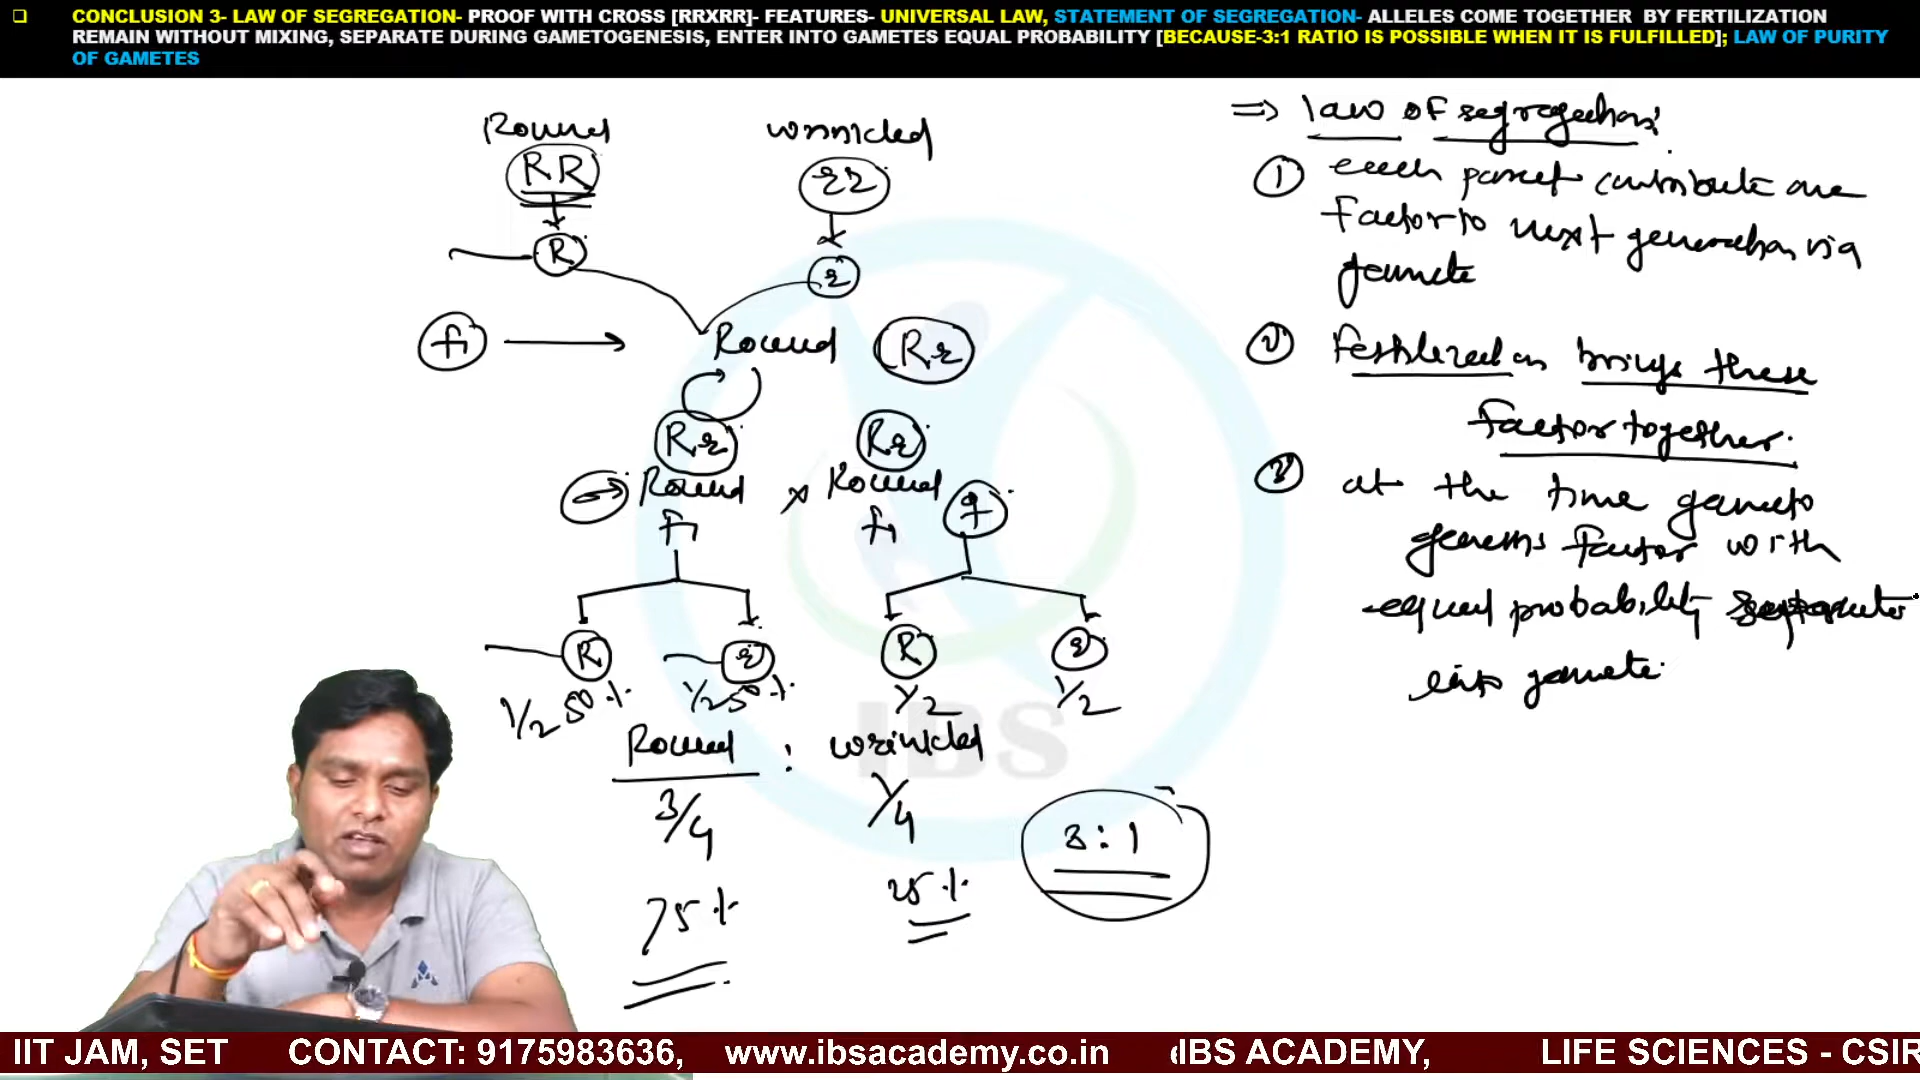 CONCLUSION 3- LAW OF SEGREGATION- PROOF WITH CROSS [RRXRR]- FEATURES- UNIVERSAL LAW, STATEMENT OF SEGREGATION- ALLELES COME TOGETHER BY FERTILIZATION
REMAIN WITHOUT MIXING, SEPARATE DURING GAMETOGENESIS, ENTER INTO GAMETES EQUAL PROBABILITY [BECAUSE-3:1 RATIO IS POSSIBLE WHEN IT IS FULFILLED]; LAW OF PURITY
OF GAMETES
Round
RR
R
wrinkled
rr
r
F1 → Round Rr
Rr Rr
Round x Round ♀
F1 F1
R r R r
1/2 50% 1/2 50% 1/2 1/2
Round : wrinkled
3/4 1/4
3:1
75% 25%
⇒ law of segregation:
① each parent contribute one
factor to next generation via
gamete
② brings these
factor together.
③ at the time gameto
genesis factor with
equal probability separates
into gamete.
IBS
IIT JAM, SET CONTACT: 9175983636, www.ibsacademy.co.in IBS ACADEMY, LIFE SCIENCES - CSIR